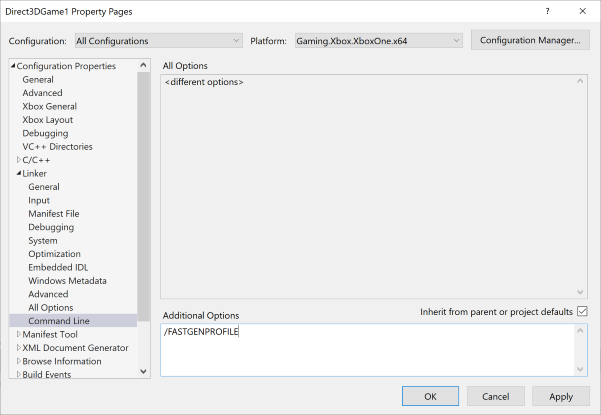 Direct3DGame1 Property Pages
?
Configuration: All Configurations Platform: Gaming.Xbox.XboxOne.x64 Configuration Manager...
Configuration Properties
General
Advanced
Xbox General
Xbox Layout
Debugging
VC++ Directories
C/C++
Linker
General
Input
Manifest File
Debugging
System
Optimization
Embedded IDL
Windows Metadata
Advanced
All Options
Command Line
Manifest Tool
XML Document Generator
Browse Information
Build Events
All Options
<different options>
Additional Options
Inherit from parent or project defaults
/FASTGENPROFILE
OK Cancel Apply